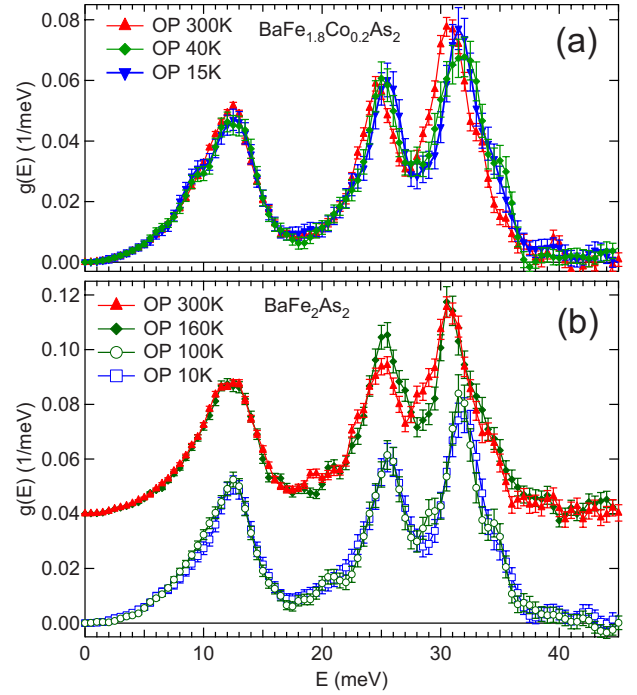 BaFe1.8Co0.2As2
(a)
OP 300K
OP 40K
OP 15K
g(E) (1/meV)
0.08
0.06
0.04
0.02
0.00
BaFe2As2
(b)
OP 300K
OP 160K
OP 100K
OP 10K
g(E) (1/meV)
0.12
0.10
0.08
0.06
0.04
0.02
0.00
0 10 20 30 40
E (meV)